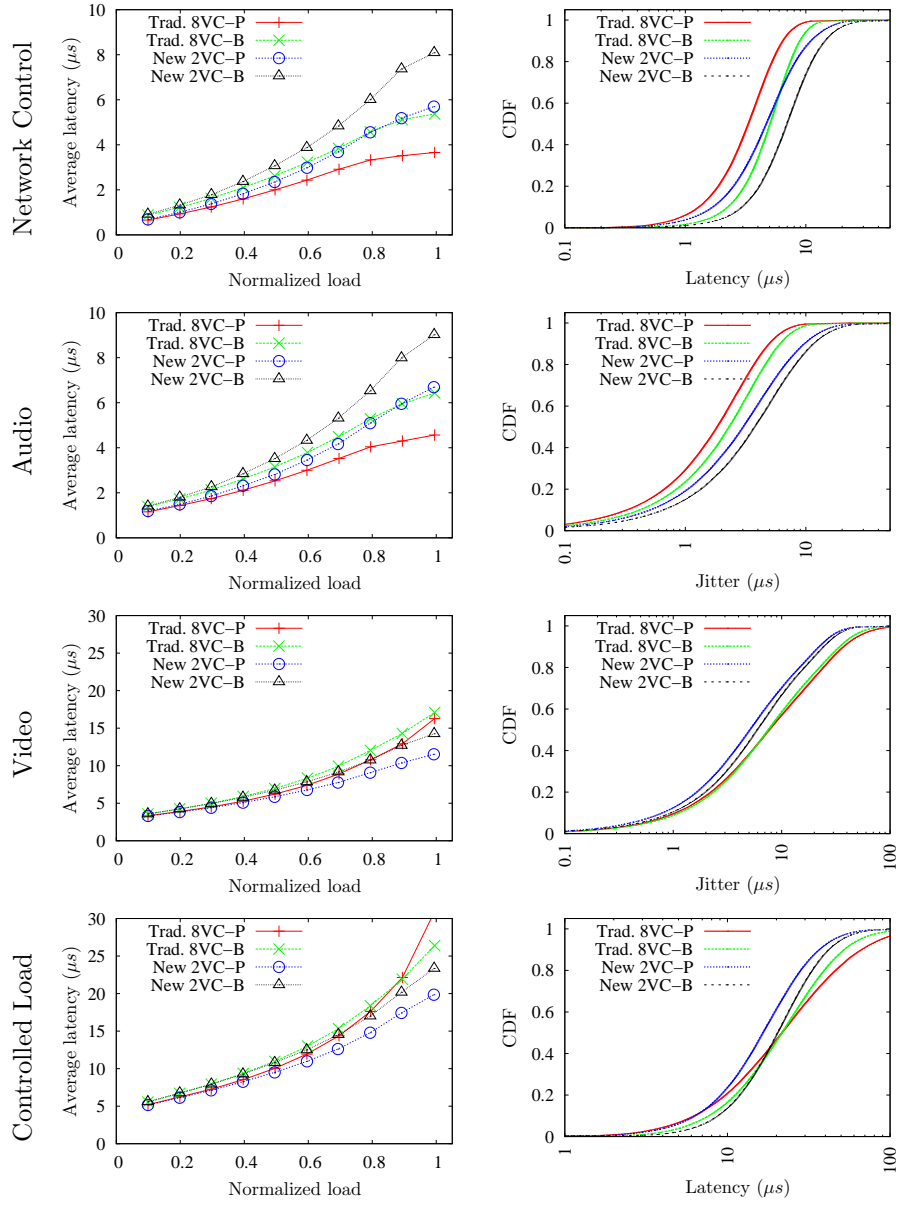 Network Control
Average latency (μs)
10
8
6
4
2
0
Trad. 8VC−P
Trad. 8VC−B
New 2VC−P
New 2VC−B
0 0.2 0.4 0.6 0.8 1
Normalized load
CDF
1
0.8
0.6
0.4
0.2
0
Trad. 8VC−P
Trad. 8VC−B
New 2VC−P
New 2VC−B
0.1 1 10
Latency (μs)
Audio
Average latency (μs)
10
8
6
4
2
0
Trad. 8VC−P
Trad. 8VC−B
New 2VC−P
New 2VC−B
0 0.2 0.4 0.6 0.8 1
Normalized load
CDF
1
0.8
0.6
0.4
0.2
0
Trad. 8VC−P
Trad. 8VC−B
New 2VC−P
New 2VC−B
0.1 1 10
Jitter (μs)
Video
Average latency (μs)
30
25
20
15
10
5
0
Trad. 8VC−P
Trad. 8VC−B
New 2VC−P
New 2VC−B
0 0.2 0.4 0.6 0.8 1
Normalized load
CDF
1
0.8
0.6
0.4
0.2
0
Trad. 8VC−P
Trad. 8VC−B
New 2VC−P
New 2VC−B
0.1 1 10 100
Jitter (μs)
Controlled Load
Average latency (μs)
30
25
20
15
10
5
0
Trad. 8VC−P
Trad. 8VC−B
New 2VC−P
New 2VC−B
0 0.2 0.4 0.6 0.8 1
Normalized load
CDF
1
0.8
0.6
0.4
0.2
0
Trad. 8VC−P
Trad. 8VC−B
New 2VC−P
New 2VC−B
1 10 100
Latency (μs)